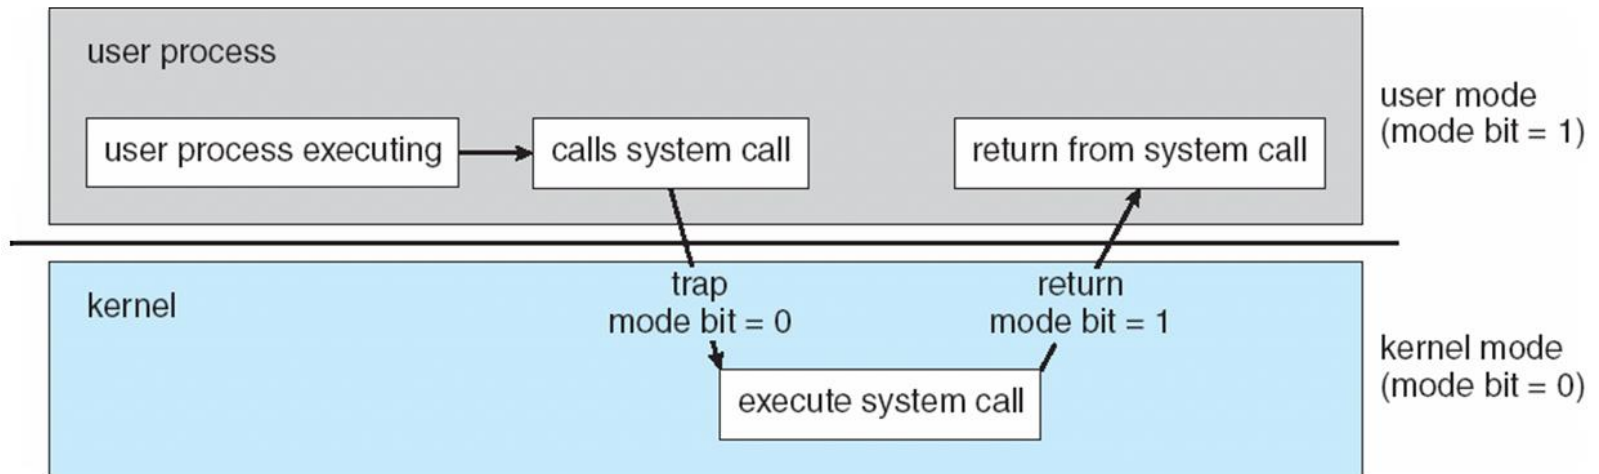 user process
user process executing
calls system call
return from system call
user mode
(mode bit = 1)
kernel
trap
mode bit = 0
return
mode bit = 1
execute system call
kernel mode
(mode bit = 0)